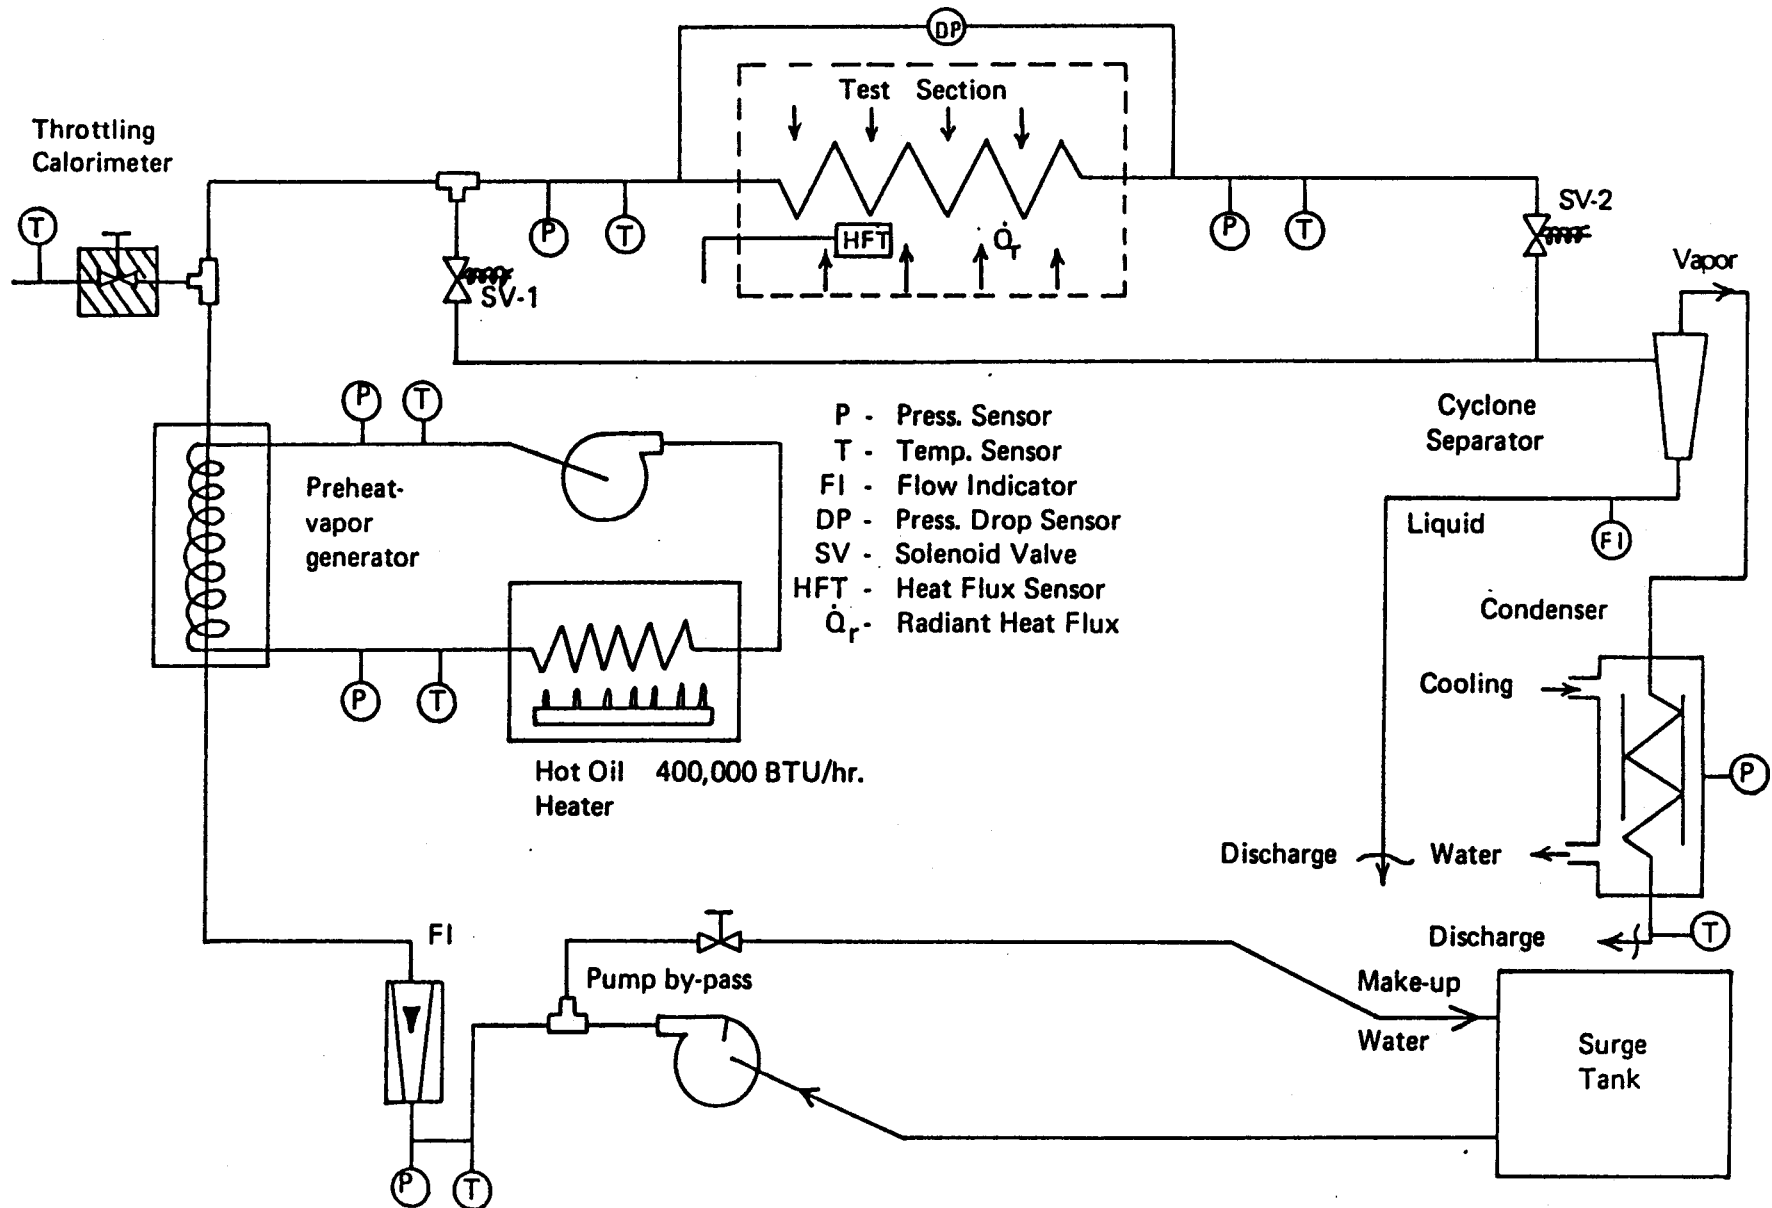 DP
Test Section
Throttling
Calorimeter
T
P
T
HFT
Q̇r
P
T
SV-2
SV-1
Vapor
P
T
Cyclone
Separator
Preheat-
vapor
generator
P - Press. Sensor
T - Temp. Sensor
FI - Flow Indicator
DP - Press. Drop Sensor
SV - Solenoid Valve
HFT - Heat Flux Sensor
Q̇r - Radiant Heat Flux
Liquid
FI
Condenser
P
T
Cooling
Hot Oil 400,000 BTU/hr.
Heater
P
Discharge
Water
FI
Discharge
T
Pump by-pass
Make-up
Water
Surge
Tank
P
T